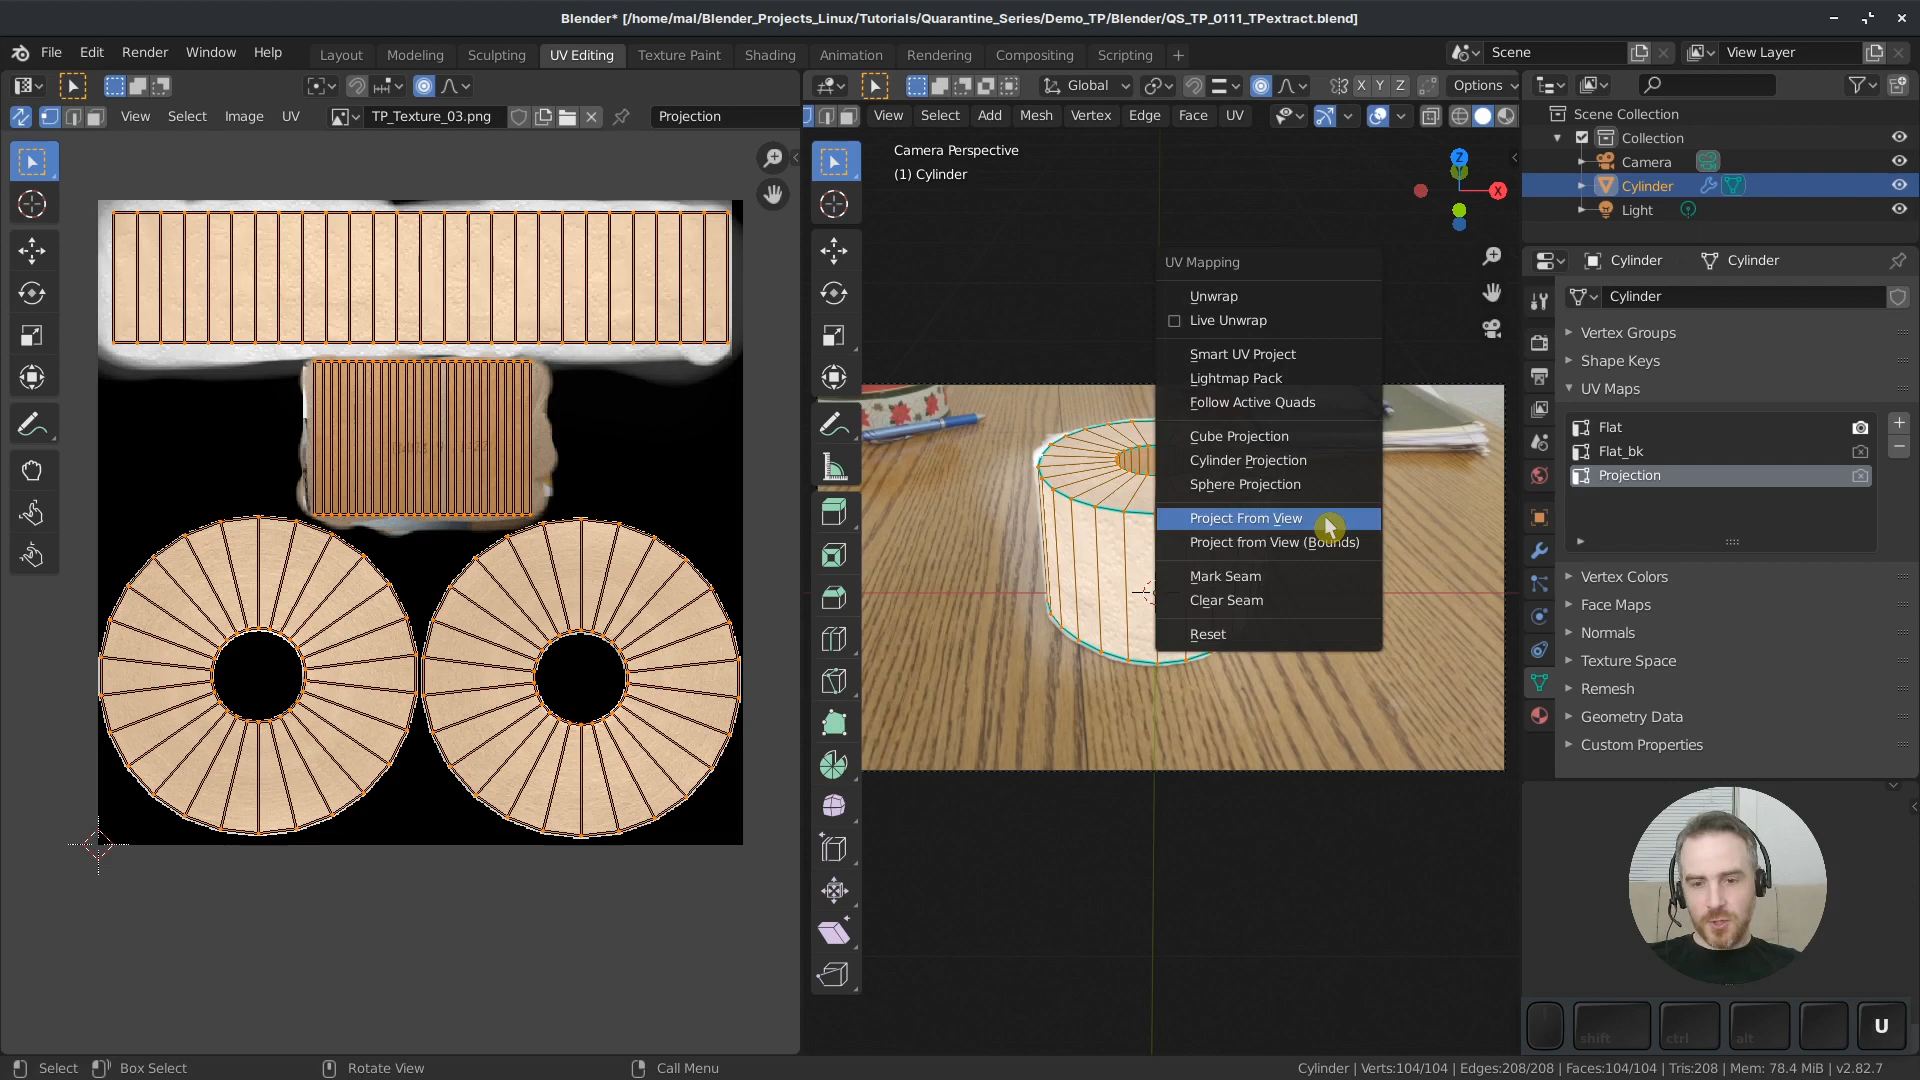 Blender* [/home/mal/Blender_Projects_Linux/Tutorials/Quarantine_Series/Demo_TP/Blender/QS_TP_0111_TPextract.blend]
File Edit Render Window Help
Layout Modeling Sculpting UV Editing Texture Paint Shading Animation Rendering Compositing Scripting +
Scene
View Layer
Global
X Y Z
Options
View Select Image UV
TP_Texture_03.png
Projection
View Select Add Mesh Vertex Edge Face UV
Camera Perspective
(1) Cylinder
Z
X
UV Mapping
Unwrap
Live Unwrap
Smart UV Project
Lightmap Pack
Follow Active Quads
Cube Projection
Cylinder Projection
Sphere Projection
Project From View
Project from View (Bounds)
Mark Seam
Clear Seam
Reset
Scene Collection
Collection
Camera
Cylinder
Light
Cylinder
Cylinder
Cylinder
Vertex Groups
Shape Keys
UV Maps
Flat
Flat_bk
Projection
Vertex Colors
Face Maps
Normals
Texture Space
Remesh
Geometry Data
Custom Properties
shift
ctrl
alt
U
Select
Box Select
Rotate View
Call Menu
Cylinder | Verts:104/104 | Edges:208/208 | Faces:104/104 | Tris:208 | Mem: 78.4 MiB | v2.82.7